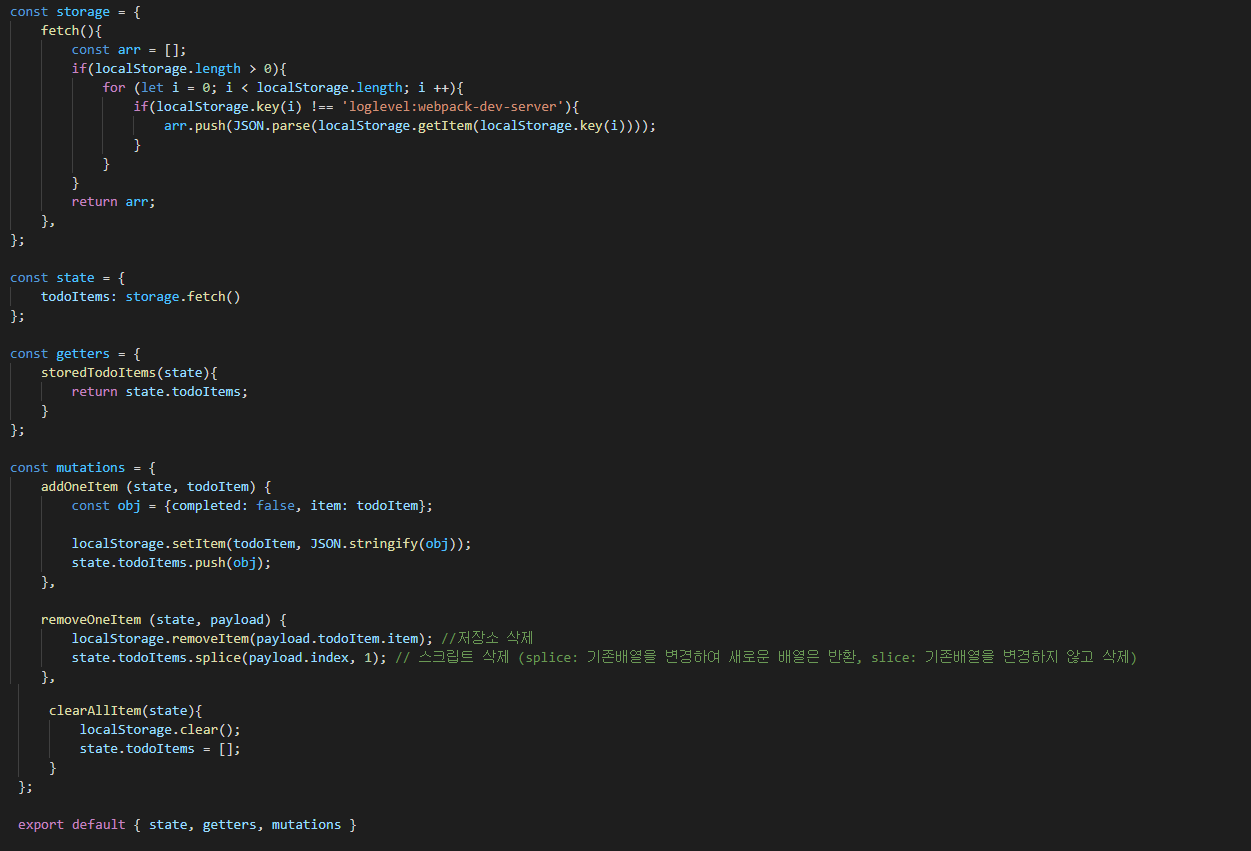 const storage = {
    fetch(){
        const arr = [];
        if(localStorage.length > 0){
            for (let i = 0; i < localStorage.length; i ++){
                if(localStorage.key(i) !== 'loglevel:webpack-dev-server'){
                    arr.push(JSON.parse(localStorage.getItem(localStorage.key(i))));
                }
            }
        }
        return arr;
    },
};

const state = {
    todoItems: storage.fetch()
};

const getters = {
    storedTodoItems(state){
        return state.todoItems;
    }
};

const mutations = {
    addOneItem (state, todoItem) {
        const obj = {completed: false, item: todoItem};

        localStorage.setItem(todoItem, JSON.stringify(obj));
        state.todoItems.push(obj);
    },

    removeOneItem (state, payload) {
        localStorage.removeItem(payload.todoItem.item); //저장소 삭제
        state.todoItems.splice(payload.index, 1); // 스크립트 삭제 (splice: 기존배열을 변경하여 새로운 배열은 반환, slice: 기존배열을 변경하지 않고 삭제)
    },

    clearAllItem(state){
        localStorage.clear();
        state.todoItems = [];
    }
};

export default { state, getters, mutations }